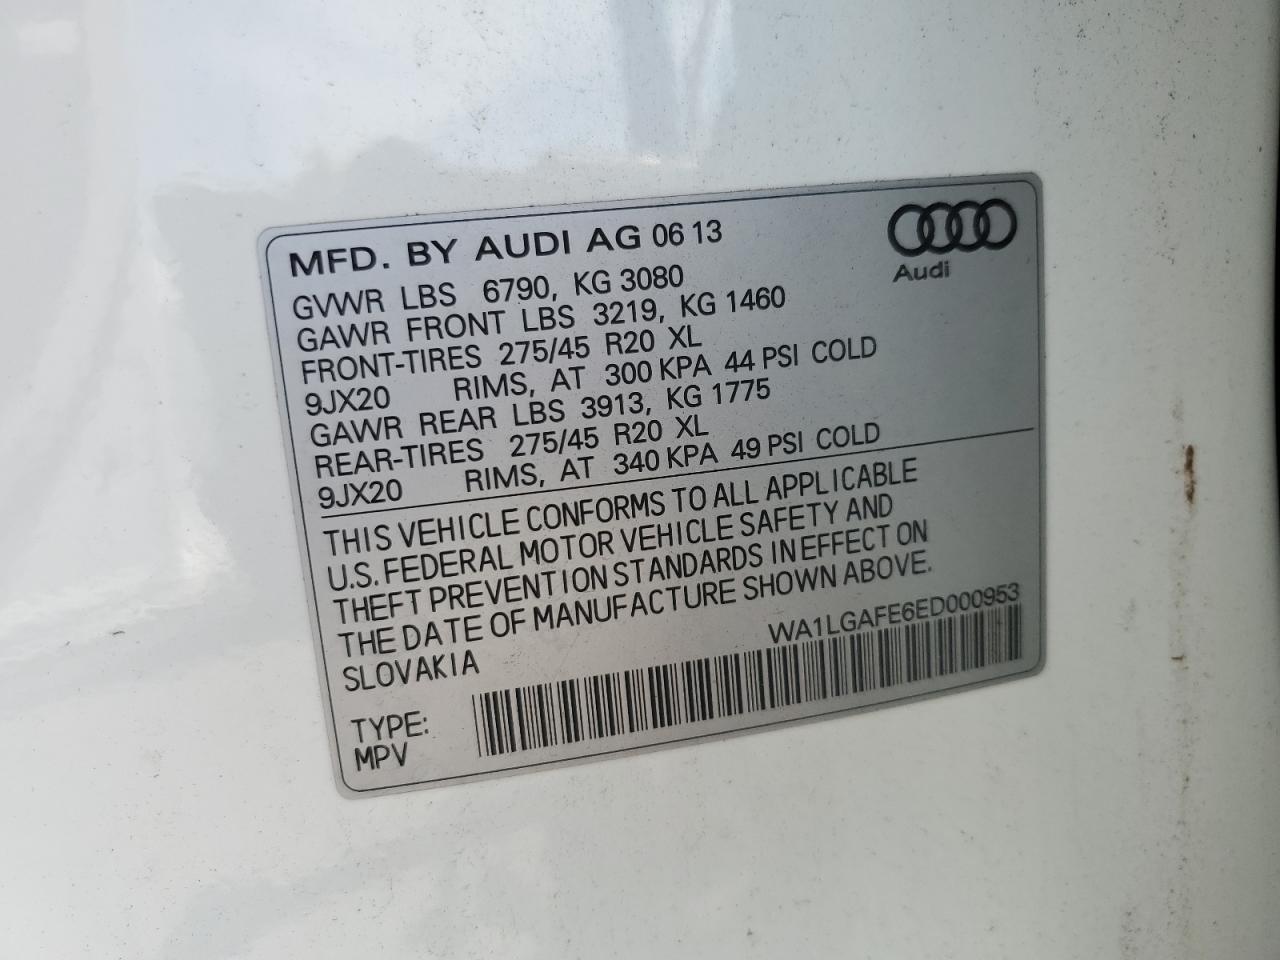 MFD. BY AUDI AG 06 13
Audi
GVWR LBS 6790, KG 3080
GAWR FRONT LBS 3219, KG 1460
FRONT-TIRES 275/45 R20 XL
9JX20 RIMS, AT 300 KPA 44 PSI COLD
GAWR REAR LBS 3913, KG 1775
REAR-TIRES 275/45 R20 XL
9JX20 RIMS, AT 340 KPA 49 PSI COLD
THIS VEHICLE CONFORMS TO ALL APPLICABLE
U.S. FEDERAL MOTOR VEHICLE SAFETY AND
THEFT PREVENTION STANDARDS IN EFFECT ON
THE DATE OF MANUFACTURE SHOWN ABOVE.
SLOVAKIA
WA1LGAFE6ED000953
TYPE:
MPV